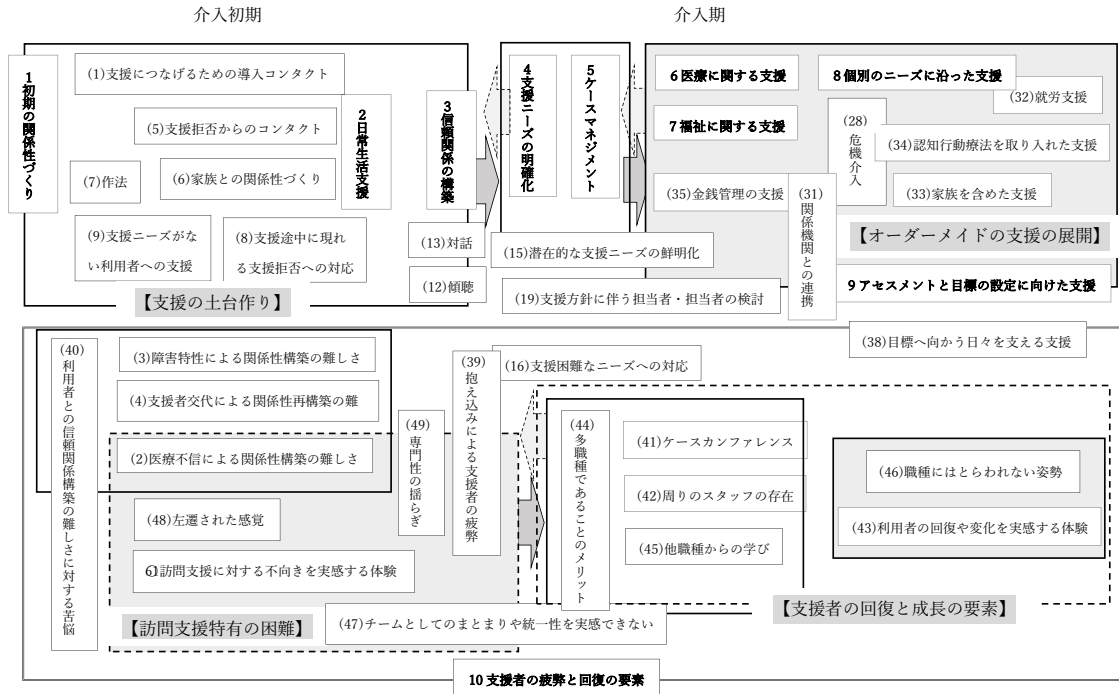 介入初期
介入期
1初期の関係性づくり
(1)支援につなげるための導入コンタクト
(5)支援拒否からのコンタクト
(7)作法
(6)家族との関係性づくり
(9)支援ニーズがな
い利用者への支援
(8)支援途中に現れ
る支援拒否への対応
2日常生活支援
3信頼関係の構築
(13)対話
(12)傾聴
【支援の土台作り】
4支援ニーズの明確化
5ケースマネジメント
(15)潜在的な支援ニーズの鮮明化
(19)支援方針に伴う担当者・担当者の検討
6医療に関する支援
7福祉に関する支援
8個別のニーズに沿った支援
(32)就労支援
(28)危機介入
(34)認知行動療法を取り入れた支援
(35)金銭管理の支援
(31)関係機関との連携
(33)家族を含めた支援
【オーダーメイドの支援の展開】
9アセスメントと目標の設定に向けた支援
(38)目標へ向かう日々を支える支援
(40)利用者との信頼関係構築の難しさに対する苦悩
(3)障害特性による関係性構築の難しさ
(4)支援者交代による関係性再構築の難
(2)医療不信による関係性構築の難しさ
(48)左遷された感覚
訪問支援に対する不向きを実感する体験
【訪問支援特有の困難】
(49)専門性の揺らぎ
(39)抱え込みによる支援者の疲弊
(16)支援困難なニーズへの対応
(47)チームとしてのまとまりや統一性を実感できない
(44)多職種であることのメリット
(41)ケースカンファレンス
(42)周りのスタッフの存在
(45)他職種からの学び
(46)職種にはとらわれない姿勢
(43)利用者の回復や変化を実感する体験
【支援者の回復と成長の要素】
10支援者の疲弊と回復の要素